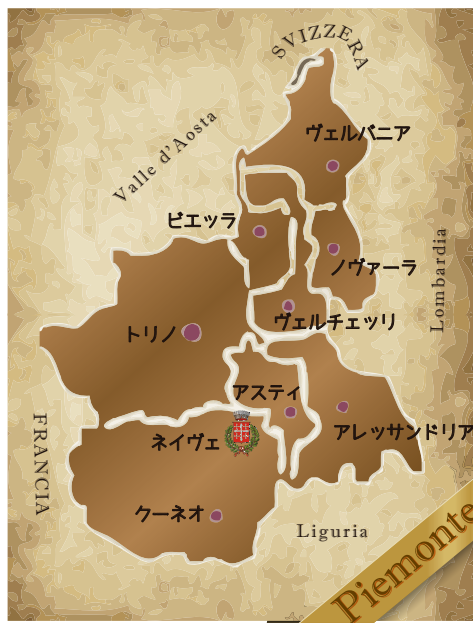 SVIZZERA
ヴェルバニア
Valle d'Aosta
ビエッラ
ノヴァーラ
Lombardia
ヴェルチェッリ
トリノ
アスティ
アレッサンドリア
FRANCIA
ネイヴェ
クーネオ
Liguria
Piemonte